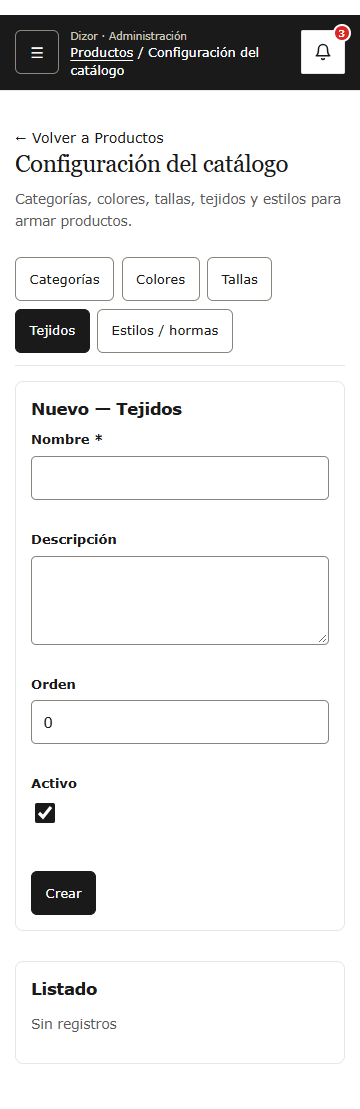 ☰
Dizor · Administración
Productos / Configuración del
catálogo
3
← Volver a Productos
Configuración del catálogo
Categorías, colores, tallas, tejidos y estilos para
armar productos.
Categorías
Colores
Tallas
Tejidos
Estilos / hormas
Nuevo — Tejidos
Nombre *
Descripción
Orden
0
Activo
Crear
Listado
Sin registros